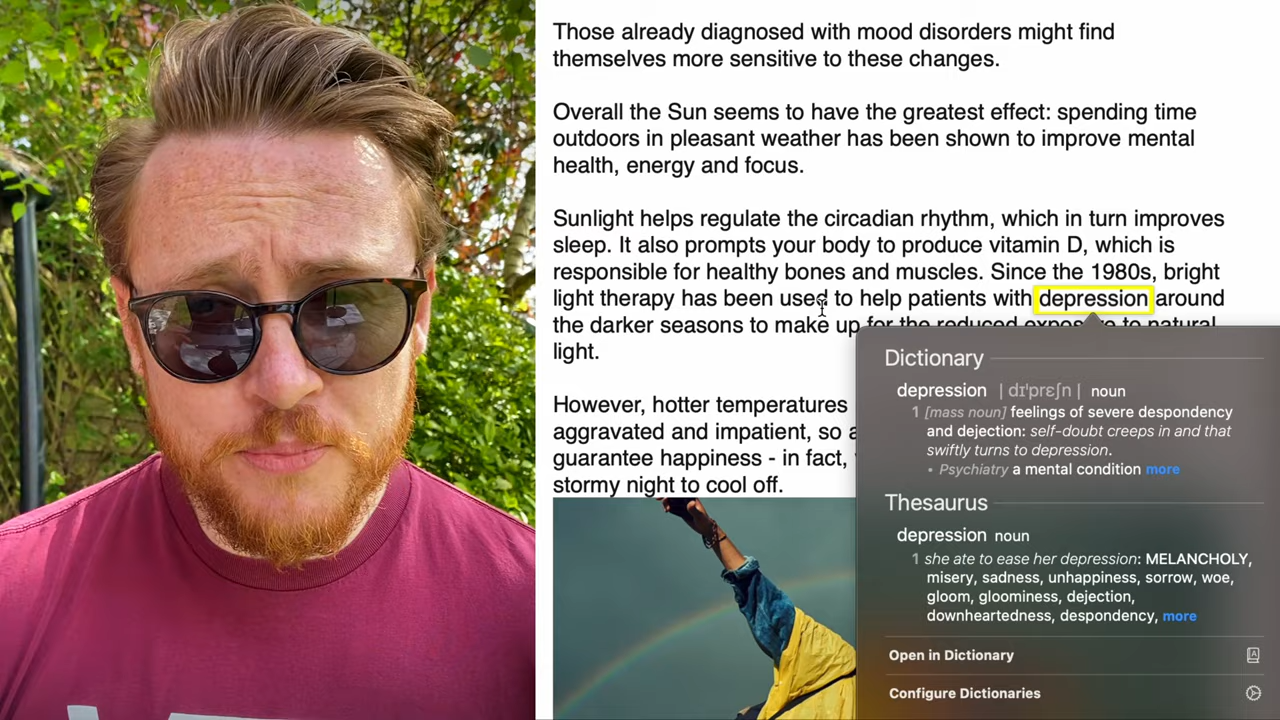 Those already diagnosed with mood disorders might find
themselves more sensitive to these changes.
Overall the Sun seems to have the greatest effect: spending time
outdoors in pleasant weather has been shown to improve mental
health, energy and focus.
Sunlight helps regulate the circadian rhythm, which in turn improves
sleep. It also prompts your body to produce vitamin D, which is
responsible for healthy bones and muscles. Since the 1980s, bright
light therapy has been used to help patients with depression around
the darker seasons to make up for the reduced exposure to natural
light.
However, hotter temperatures
aggravated and impatient, so
guarantee happiness - in fact,
stormy night to cool off.
Dictionary
depression | dɪˈprɛʃn | noun
1 [mass noun] feelings of severe despondency
and dejection: self-doubt creeps in and that
swiftly turns to depression.
• Psychiatry a mental condition more
Thesaurus
depression noun
1 she ate to ease her depression: MELANCHOLY,
misery, sadness, unhappiness, sorrow, woe,
gloom, gloominess, dejection,
downheartedness, despondency, more
Open in Dictionary
Configure Dictionaries